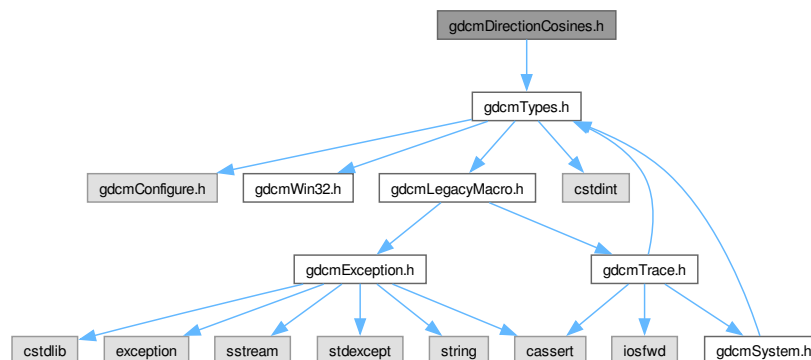 gdcmDirectionCosines.h
gdcmTypes.h
gdcmConfigure.h
gdcmWin32.h
gdcmLegacyMacro.h
cstdint
gdcmException.h
gdcmTrace.h
cstdlib
exception
sstream
stdexcept
string
cassert
iosfwd
gdcmSystem.h